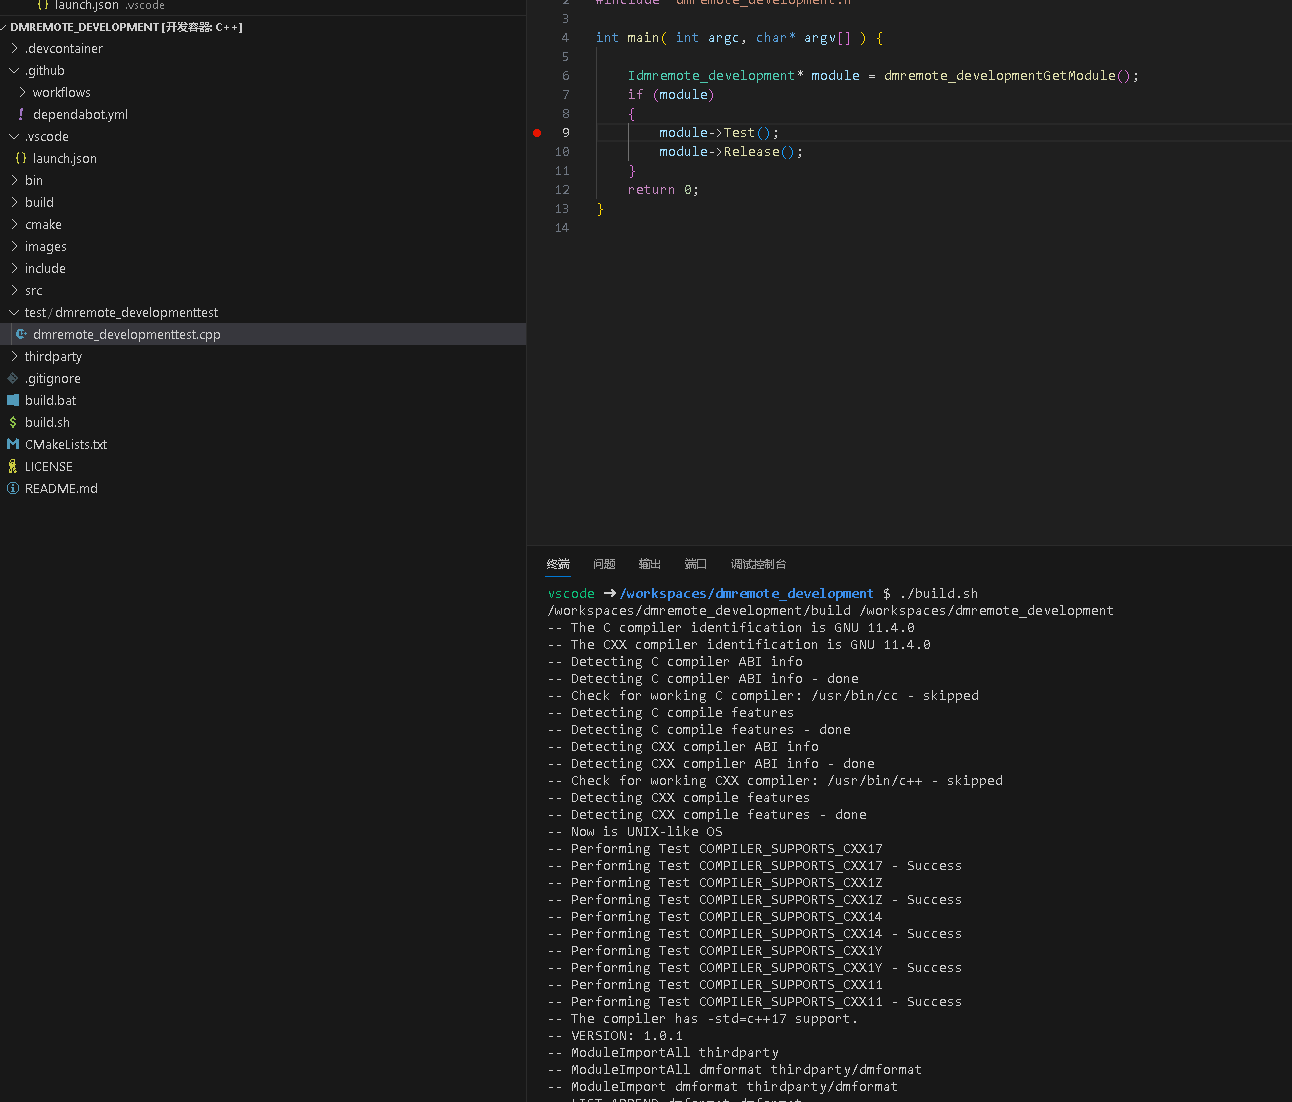 launch.json .vscode
DMREMOTE_DEVELOPMENT [开发容器: C++]
.devcontainer
.github
workflows
dependabot.yml
.vscode
launch.json
bin
build
cmake
images
include
src
test / dmremote_developmenttest
dmremote_developmenttest.cpp
thirdparty
.gitignore
build.bat
build.sh
CMakeLists.txt
LICENSE
README.md
2 #include "dmremote_development.h"
3
4 int main( int argc, char* argv[] ) {
5
6 Idmremote_development* module = dmremote_developmentGetModule();
7 if (module)
8 {
9 module->Test();
10 module->Release();
11 }
12 return 0;
13 }
14
终端 问题 输出 端口 调试控制台
vscode ➜ /workspaces/dmremote_development $ ./build.sh
/workspaces/dmremote_development/build /workspaces/dmremote_development
-- The C compiler identification is GNU 11.4.0
-- The CXX compiler identification is GNU 11.4.0
-- Detecting C compiler ABI info
-- Detecting C compiler ABI info - done
-- Check for working C compiler: /usr/bin/cc - skipped
-- Detecting C compile features
-- Detecting C compile features - done
-- Detecting CXX compiler ABI info
-- Detecting CXX compiler ABI info - done
-- Check for working CXX compiler: /usr/bin/c++ - skipped
-- Detecting CXX compile features
-- Detecting CXX compile features - done
-- Now is UNIX-like OS
-- Performing Test COMPILER_SUPPORTS_CXX17
-- Performing Test COMPILER_SUPPORTS_CXX17 - Success
-- Performing Test COMPILER_SUPPORTS_CXX1Z
-- Performing Test COMPILER_SUPPORTS_CXX1Z - Success
-- Performing Test COMPILER_SUPPORTS_CXX14
-- Performing Test COMPILER_SUPPORTS_CXX14 - Success
-- Performing Test COMPILER_SUPPORTS_CXX1Y
-- Performing Test COMPILER_SUPPORTS_CXX1Y - Success
-- Performing Test COMPILER_SUPPORTS_CXX11
-- Performing Test COMPILER_SUPPORTS_CXX11 - Success
-- The compiler has -std=c++17 support.
-- VERSION: 1.0.1
-- ModuleImportAll thirdparty
-- ModuleImportAll dmformat thirdparty/dmformat
-- ModuleImport dmformat thirdparty/dmformat
-- LIST APPEND dmformat dmformat